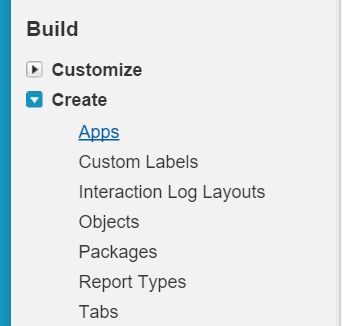 Build
Customize
Create
Apps
Custom Labels
Interaction Log Layouts
Objects
Packages
Report Types
Tabs